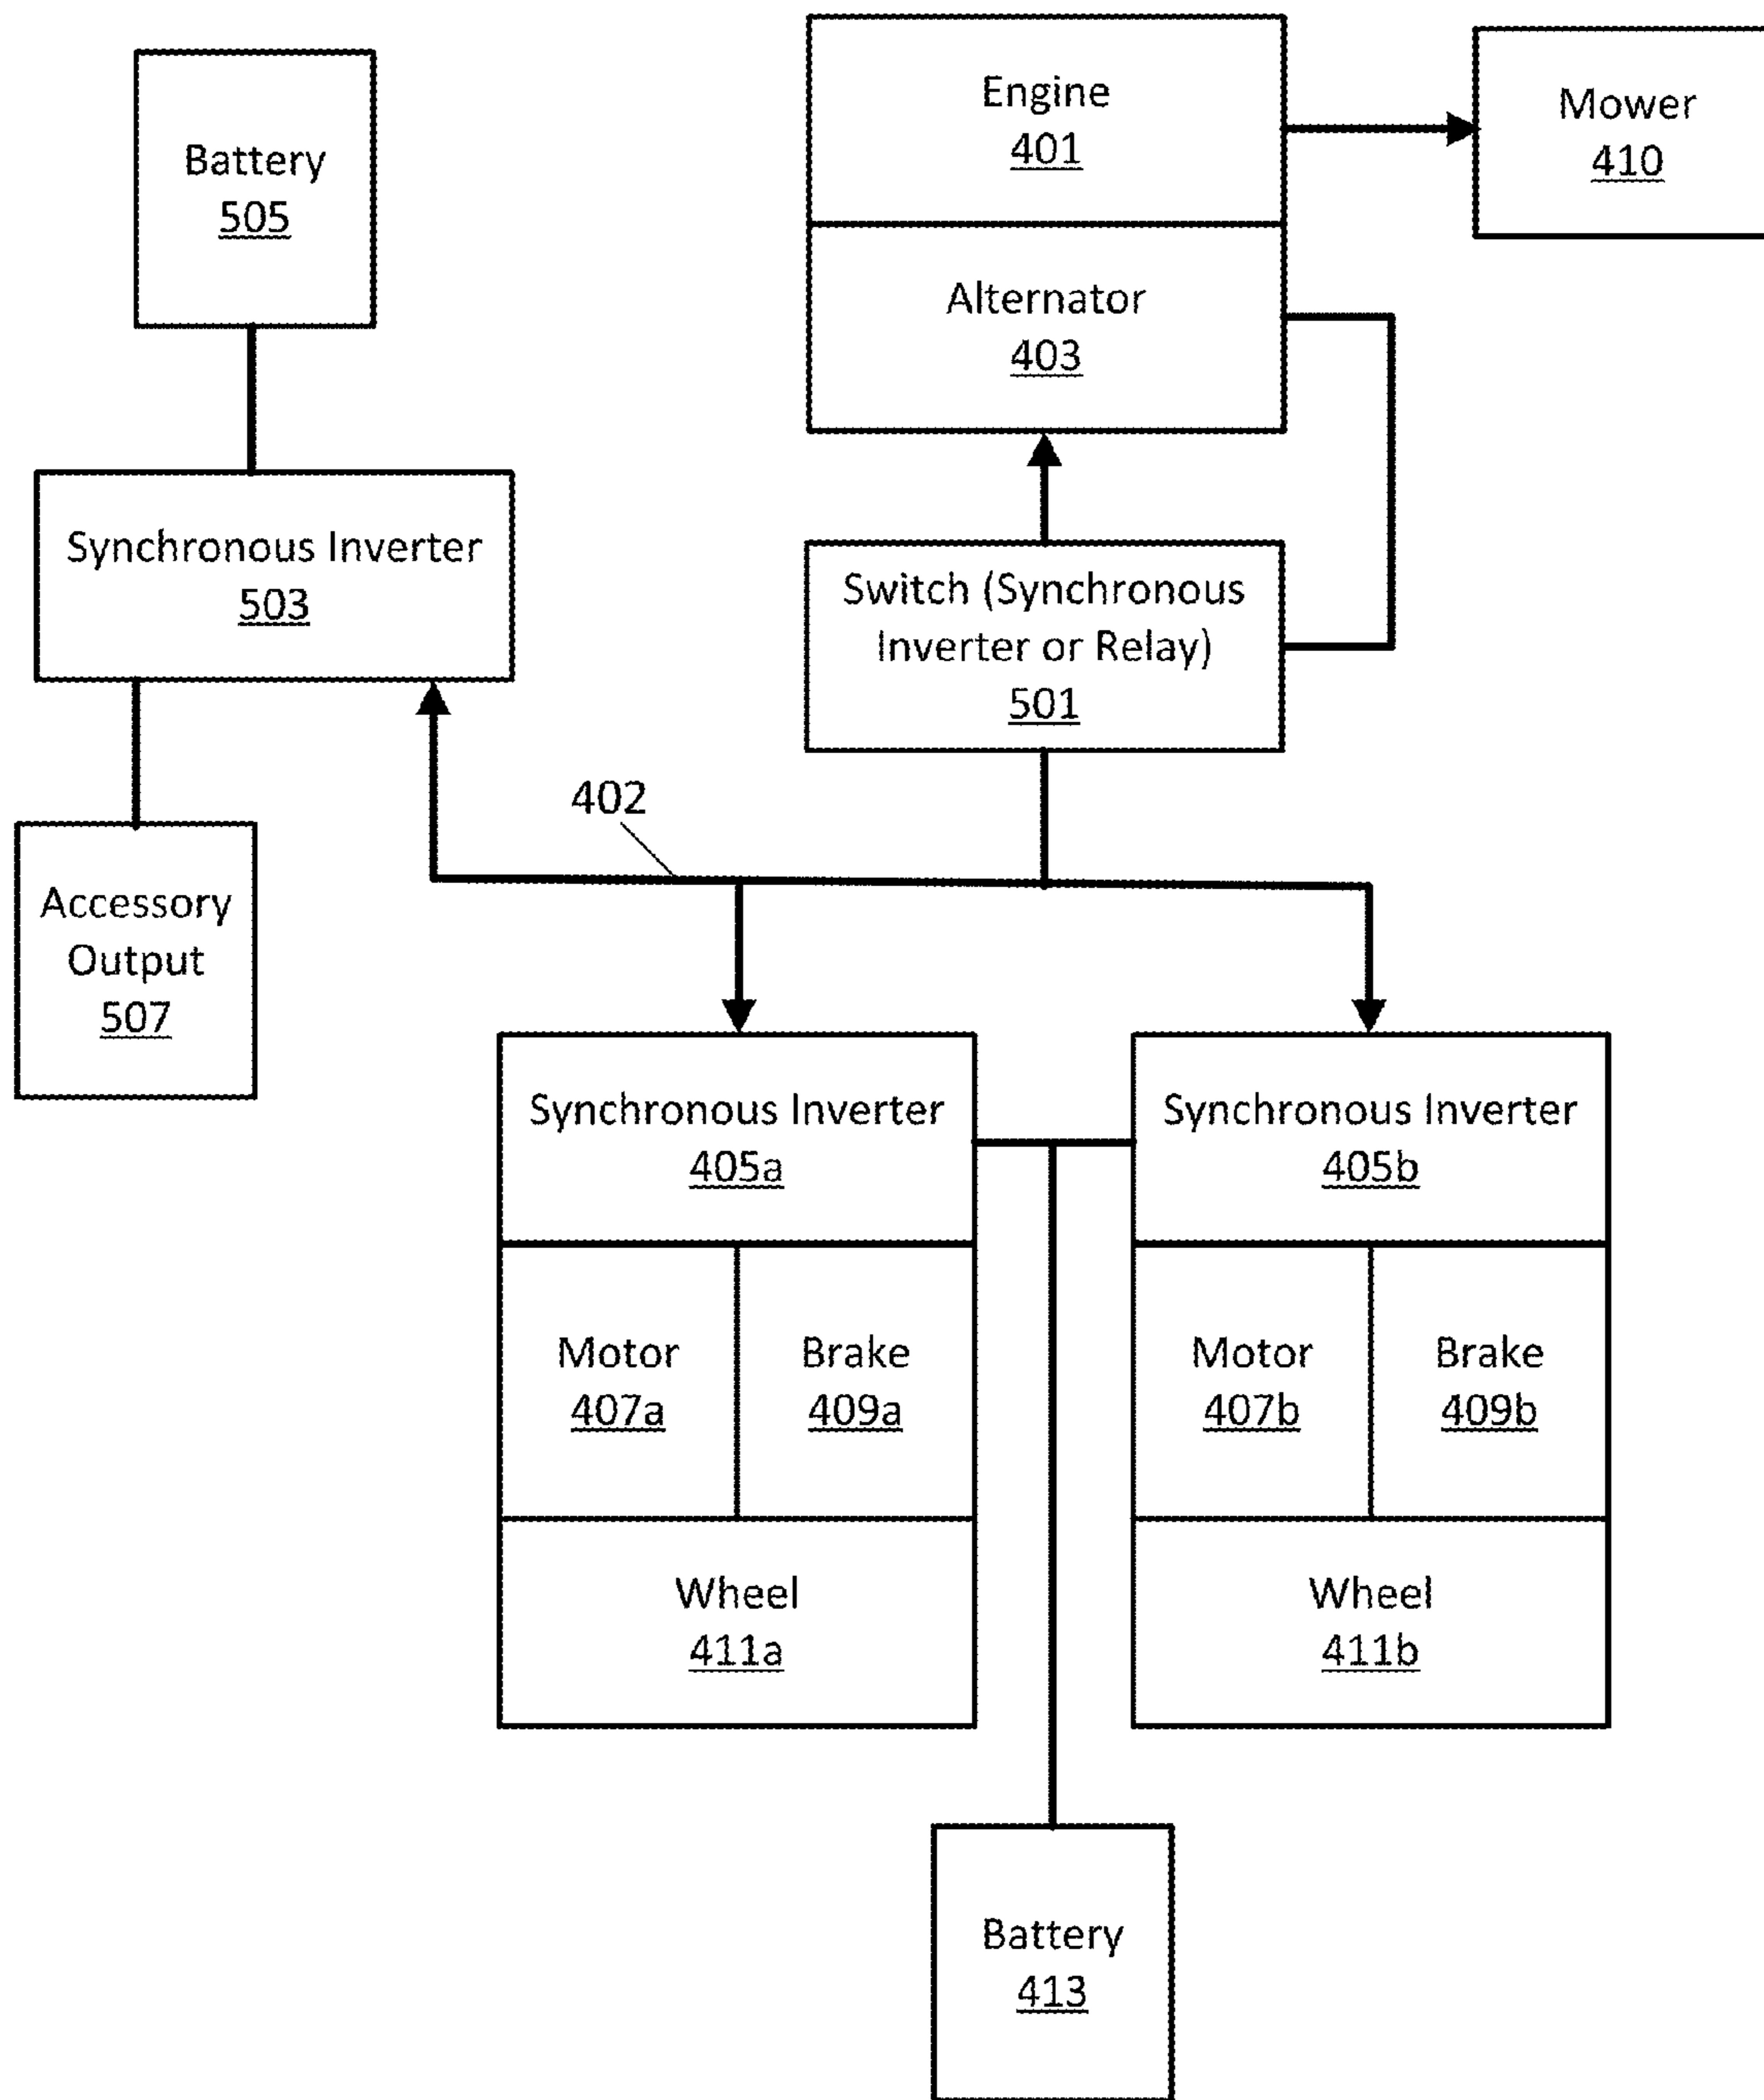 Engine
401
Mower
410
Battery
505
Alternator
403
Synchronous Inverter
503
Switch (Synchronous
Inverter or Relay)
501
402
Accessory
Output
507
Synchronous Inverter
405a
Synchronous Inverter
405b
Motor
407a
Brake
409a
Motor
407b
Brake
409b
Wheel
411a
Wheel
411b
Battery
413